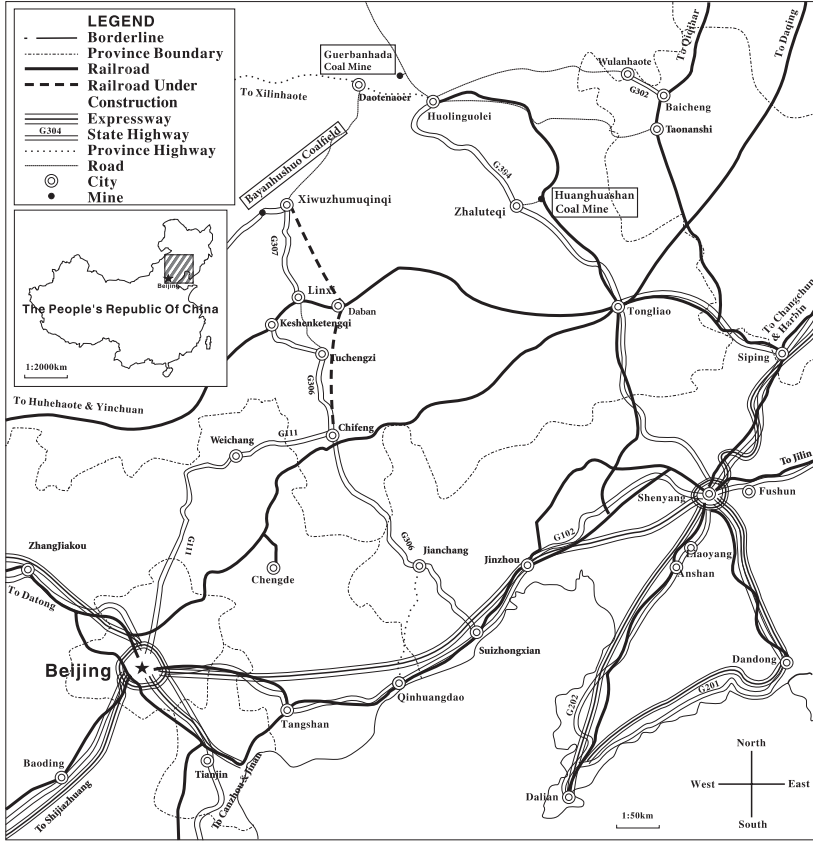 LEGEND
Borderline
Province Boundary
Railroad
Railroad Under
Construction
Expressway
G304
State Highway
Province Highway
Road
City
Mine
Beijing
The People's Republic Of China
1:2000km
Guerbanhada
Coal Mine
To Xilinhaote
Daotenaoer
Huolinguolei
Wulanhaote
G302
To Qiqihar
To Daqing
Baicheng
Taonanshi
Bayanhushuo Coalfield
Xiwuzhumuqinqi
G304
Zhaluteqi
Huanghuashan
Coal Mine
G307
Linxi
Daban
Keshenketengqi
Tuchengzi
G306
Tongliao
To Changchun
& Harbin
Siping
To Huhehaote & Yinchuan
Chifeng
G111
Weichang
G111
G306
Shenyang
Fushun
To Jilin
G102
ZhangJiakou
To Datong
Chengde
Jianchang
Jinzhou
Liaoyang
Anshan
Beijing
Suizhongxian
Dandong
G201
G202
Qinhuangdao
Tangshan
Baoding
To Shijiazhuang
Tianjin
To Canzhou & Jinan
Dalian
1:50km
North
West
East
South